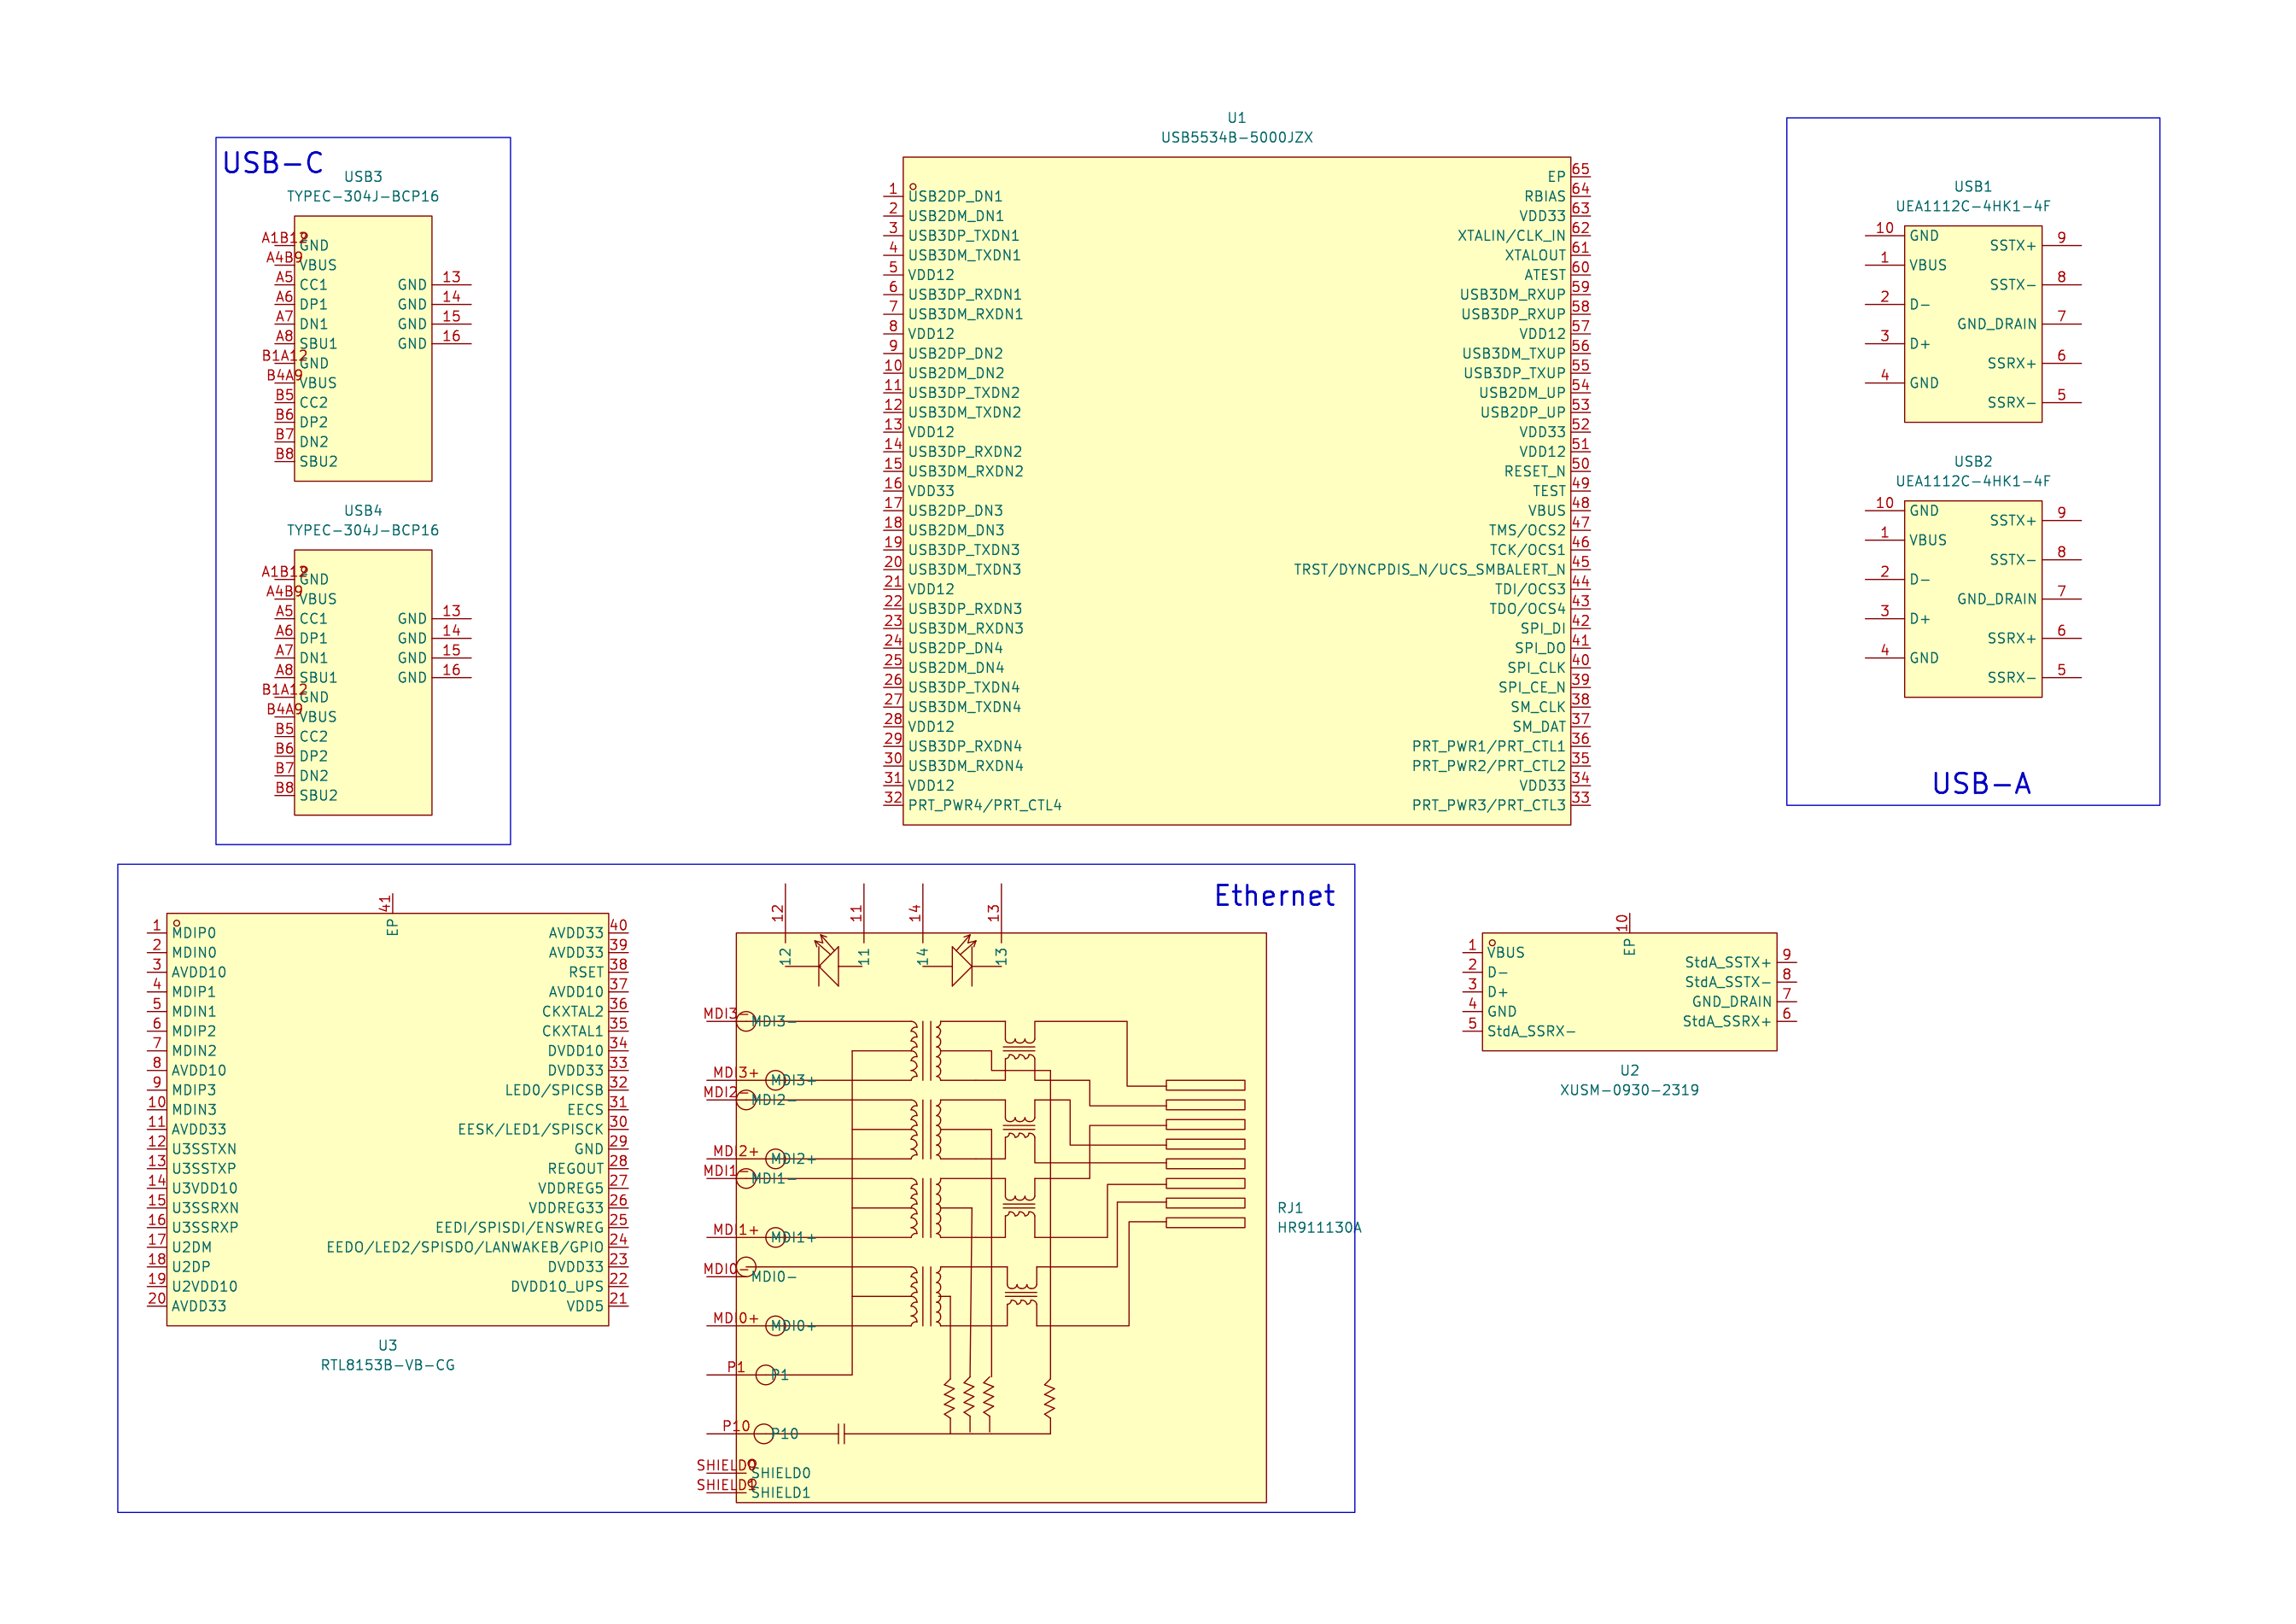 U1
USB5534B-5000JZX
USB-C
USB3
TYPEC-304J-BCP16
A1B12 GND
A4B9 VBUS
A5 CC1 GND 13
A6 DP1 GND 14
A7 DN1 GND 15
A8 SBU1 GND 16
B1A12 GND
B4A9 VBUS
B5 CC2
B6 DP2
B7 DN2
B8 SBU2
USB4
TYPEC-304J-BCP16
A1B12 GND
A4B9 VBUS
A5 CC1 GND 13
A6 DP1 GND 14
A7 DN1 GND 15
A8 SBU1 GND 16
B1A12 GND
B4A9 VBUS
B5 CC2
B6 DP2
B7 DN2
B8 SBU2
EP 65
1 USB2DP_DN1 RBIAS 64
2 USB2DM_DN1 VDD33 63
3 USB3DP_TXDN1 XTALIN/CLK_IN 62
4 USB3DM_TXDN1 XTALOUT 61
5 VDD12 ATEST 60
6 USB3DP_RXDN1 USB3DM_RXUP 59
7 USB3DM_RXDN1 USB3DP_RXUP 58
8 VDD12 VDD12 57
9 USB2DP_DN2 USB3DM_TXUP 56
10 USB2DM_DN2 USB3DP_TXUP 55
11 USB3DP_TXDN2 USB2DM_UP 54
12 USB3DM_TXDN2 USB2DP_UP 53
13 VDD12 VDD33 52
14 USB3DP_RXDN2 VDD12 51
15 USB3DM_RXDN2 RESET_N 50
16 VDD33 TEST 49
17 USB2DP_DN3 VBUS 48
18 USB2DM_DN3 TMS/OCS2 47
19 USB3DP_TXDN3 TCK/OCS1 46
20 USB3DM_TXDN3 TRST/DYNCPDIS_N/UCS_SMBALERT_N 45
21 VDD12 TDI/OCS3 44
22 USB3DP_RXDN3 TDO/OCS4 43
23 USB3DM_RXDN3 SPI_DI 42
24 USB2DP_DN4 SPI_DO 41
25 USB2DM_DN4 SPI_CLK 40
26 USB3DP_TXDN4 SPI_CE_N 39
27 USB3DM_TXDN4 SM_CLK 38
28 VDD12 SM_DAT 37
29 USB3DP_RXDN4 PRT_PWR1/PRT_CTL1 36
30 USB3DM_RXDN4 PRT_PWR2/PRT_CTL2 35
31 VDD12 VDD33 34
32 PRT_PWR4/PRT_CTL4 PRT_PWR3/PRT_CTL3 33
USB1
UEA1112C-4HK1-4F
10 GND SSTX+ 9
1 VBUS SSTX- 8
2 D- GND_DRAIN 7
3 D+ SSRX+ 6
4 GND SSRX- 5
USB2
UEA1112C-4HK1-4F
10 GND SSTX+ 9
1 VBUS SSTX- 8
2 D- GND_DRAIN 7
3 D+ SSRX+ 6
4 GND SSRX- 5
USB-A
Ethernet
41 EP
1 MDIP0 AVDD33 40
2 MDIN0 AVDD33 39
3 AVDD10 RSET 38
4 MDIP1 AVDD10 37
5 MDIN1 CKXTAL2 36
6 MDIP2 CKXTAL1 35
7 MDIN2 DVDD10 34
8 AVDD10 DVDD33 33
9 MDIP3 LED0/SPICSB 32
10 MDIN3 EECS 31
11 AVDD33 EESK/LED1/SPISCK 30
12 U3SSTXN GND 29
13 U3SSTXP REGOUT 28
14 U3VDD10 VDDREG5 27
15 U3SSRXN VDDREG33 26
16 U3SSRXP EEDI/SPISDI/ENSWREG 25
17 U2DM EEDO/LED2/SPISDO/LANWAKEB/GPIO 24
18 U2DP DVDD33 23
19 U2VDD10 DVDD10_UPS 22
20 AVDD33 VDD5 21
U3
RTL8153B-VB-CG
12 11 14 13
12 11 14 13
MDI3- MDI3-
MDI3+ MDI3+
MDI2- MDI2-
MDI2+ MDI2+
MDI1- MDI1-
MDI1+ MDI1+
MDI0- MDI0-
MDI0+ MDI0+
P1 P1
P10 P10
SHIELD0 SHIELD0
SHIELD1 SHIELD1
RJ1
HR911130A
10 EP
1 VBUS StdA_SSTX+ 9
2 D- StdA_SSTX- 8
3 D+ GND_DRAIN 7
4 GND StdA_SSRX+ 6
5 StdA_SSRX-
U2
XUSM-0930-2319